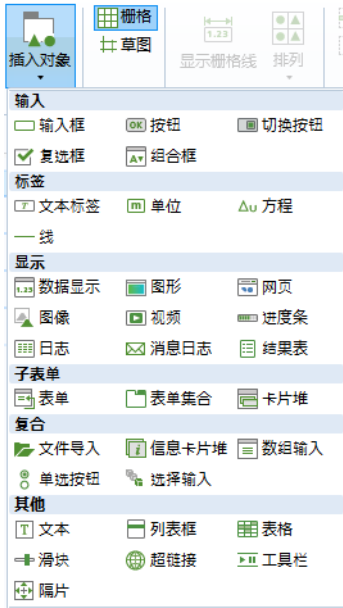 插入对象
栅格
草图
1.23
显示栅格线
排列
输入
输入框
OK 按钮
切换按钮
复选框
组合框
标签
T 文本标签
m 单位
Δu 方程
线
显示
1.23 数据显示
图形
网页
图像
视频
进度条
日志
消息日志
结果表
子表单
表单
表单集合
卡片堆
复合
文件导入
i 信息卡片堆
数组输入
单选按钮
选择输入
其他
T 文本
列表框
表格
滑块
超链接
工具栏
隔片